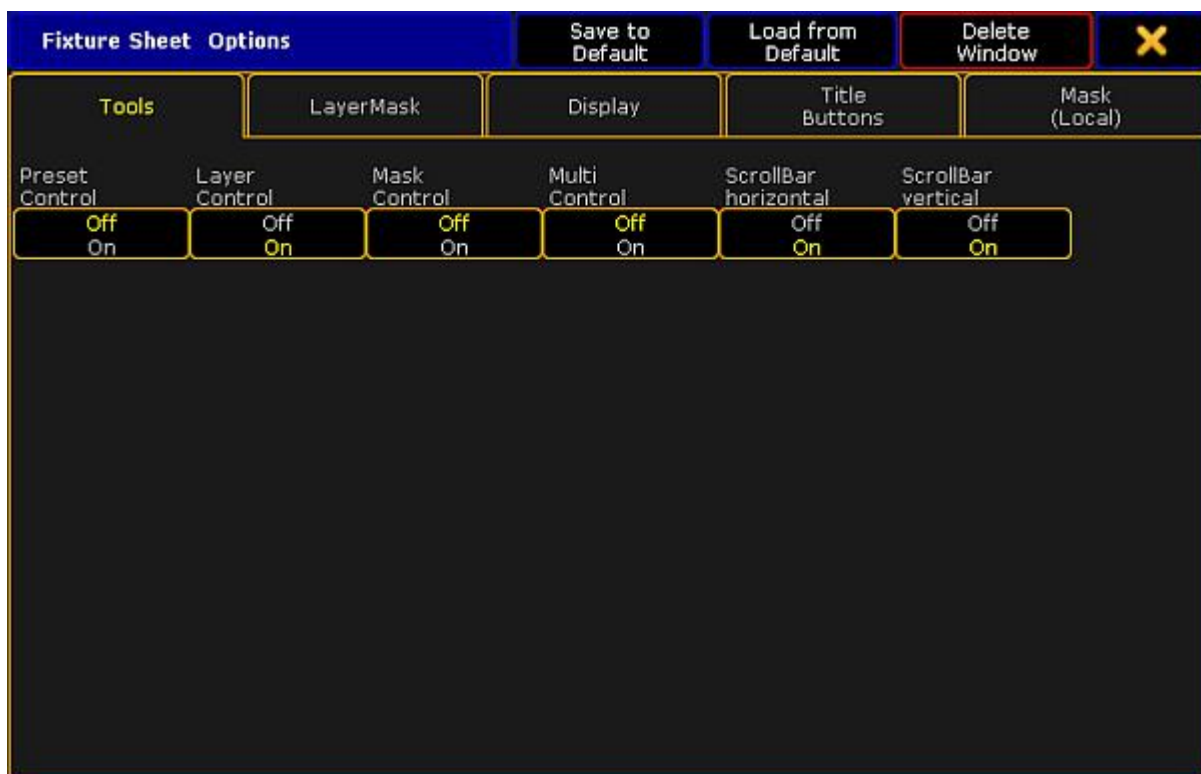 Fixture Sheet Options
Save to
Default
Load from
Default
Delete
Window
Tools
LayerMask
Display
Title
Buttons
Mask
(Local)
Preset
Control
Layer
Control
Mask
Control
Multi
Control
ScrollBar
horizontal
ScrollBar
vertical
Off
On
Off
On
Off
On
Off
On
Off
On
Off
On